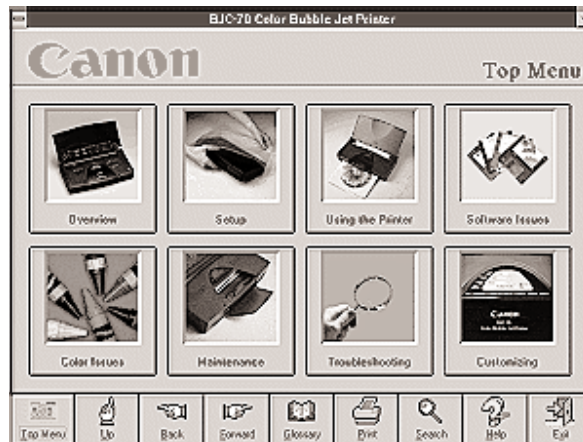 BJC-70 Color Bubble Jet Printer
Canon
Top Menu
Overview
Setup
Using the Printer
Software Issues
Color Issues
Maintenance
Troubleshooting
Customizing
Canon
Top Menu
Up
Back
Forward
Glossary
Print
Search
Help
Exit